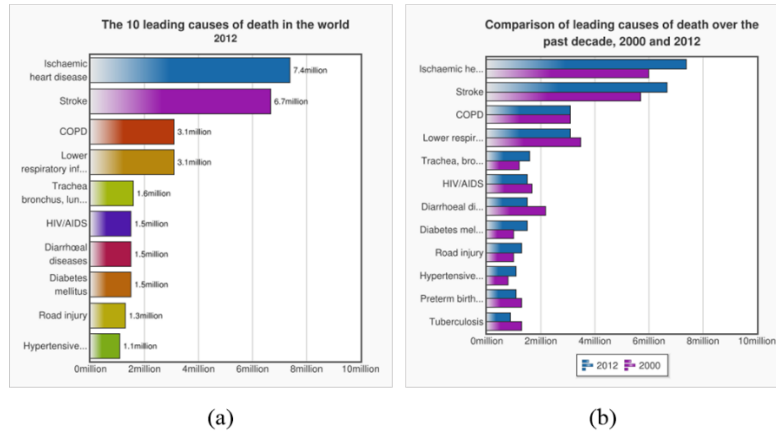 The 10 leading causes of death in the world
2012
Ischaemic
heart disease
7.4million
Stroke
6.7million
COPD
3.1million
Lower
respiratory inf...
3.1million
Trachea
bronchus, lun...
1.6million
HIV/AIDS
1.5million
Diarrhœal
diseases
1.5million
Diabetes
mellitus
1.5million
Road injury
1.3million
Hypertensive...
1.1million
0million 2million 4million 6million 8million 10million
(a)
Comparison of leading causes of death over the
past decade, 2000 and 2012
Ischaemic he...
Stroke
COPD
Lower respir...
Trachea, bro...
HIV/AIDS
Diarrhoeal di...
Diabetes mel...
Road injury
Hypertensive...
Preterm birth...
Tuberculosis
0million 2million 4million 6million 8million 10million
2012 2000
(b)